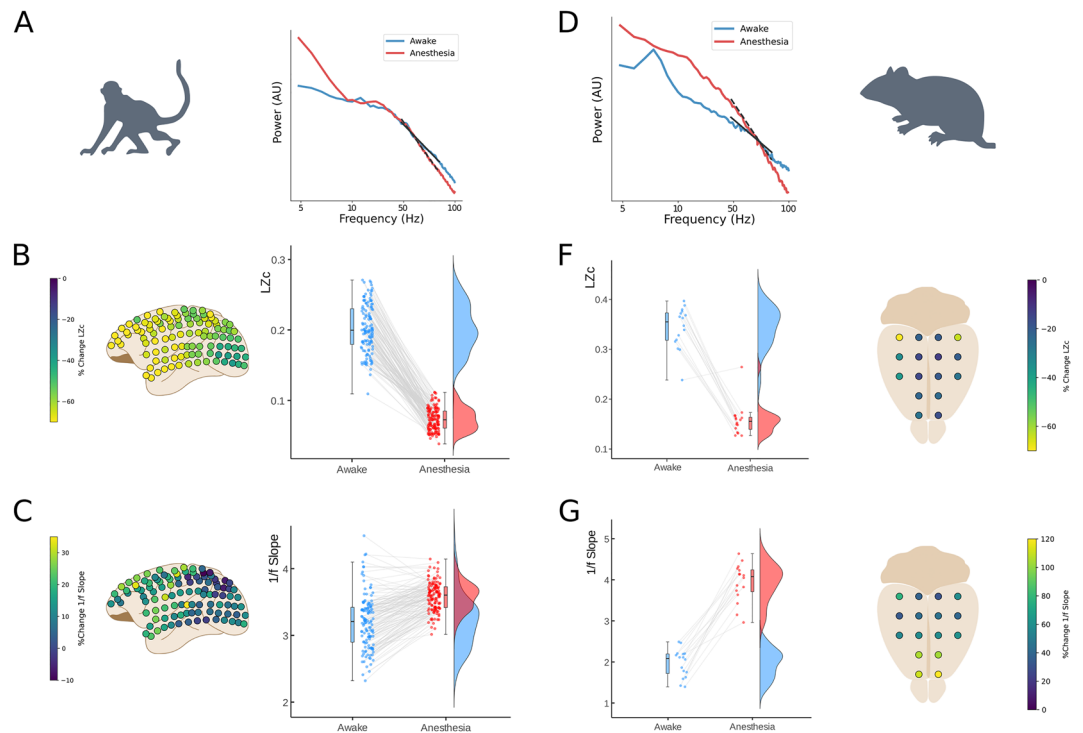 A
Power (AU)
Awake
Anesthesia
5
10
50
100
Frequency (Hz)
D
Power (AU)
Awake
Anesthesia
5
10
50
100
Frequency (Hz)
B
0
−20
−40
−60
% Change LZc
LZc
0.3
0.2
0.1
Awake
Anesthesia
F
LZc
0.4
0.3
0.2
0.1
Awake
Anesthesia
0
−20
−40
−60
% Change LZc
C
30
20
10
0
−10
%Change 1/f Slope
1/f Slope
4
3
2
Awake
Anesthesia
G
1/f Slope
5
4
3
2
1
Awake
Anesthesia
120
100
80
60
40
20
0
%Change 1/f Slope